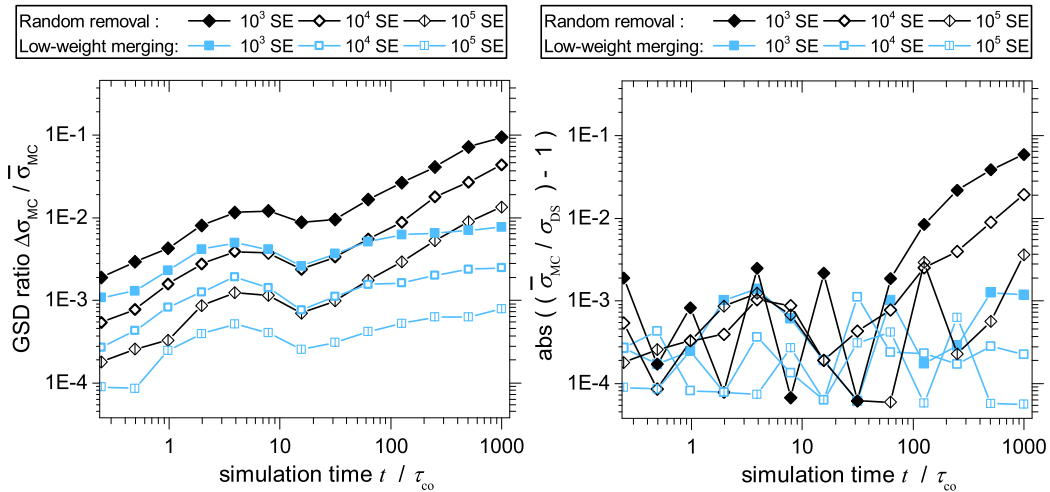 Random removal : 10³ SE 10⁴ SE 10⁵ SE
Low-weight merging: 10³ SE 10⁴ SE 10⁵ SE
GSD ratio Δσ_MC / σ̅_MC
1E-1
1E-2
1E-3
1E-4
1 10 100 1000
simulation time t / τ_co
Random removal : 10³ SE 10⁴ SE 10⁵ SE
Low-weight merging: 10³ SE 10⁴ SE 10⁵ SE
abs ( σ̅_MC / σ_DS ) - 1 )
1E-1
1E-2
1E-3
1E-4
1 10 100 1000
simulation time t / τ_co